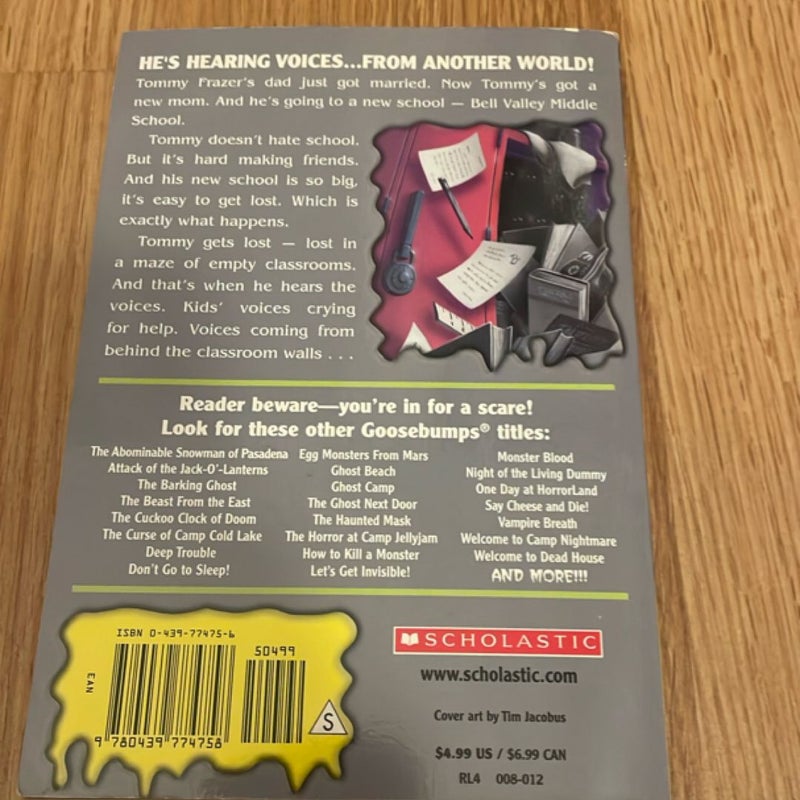 HE'S HEARING VOICES...FROM ANOTHER WORLD!
Tommy Frazer's dad just got married. Now Tommy's got a
new mom. And he's going to a new school — Bell Valley Middle
School.
Tommy doesn't hate school.
But it's hard making friends.
And his new school is so big,
it's easy to get lost. Which is
exactly what happens.
Tommy gets lost — lost in
a maze of empty classrooms.
And that's when he hears the
voices. Kids' voices crying
for help. Voices coming from
behind the classroom walls . . .
Reader beware—you're in for a scare!
Look for these other Goosebumps® titles:
The Abominable Snowman of Pasadena
Attack of the Jack-O'-Lanterns
The Barking Ghost
The Beast From the East
The Cuckoo Clock of Doom
The Curse of Camp Cold Lake
Deep Trouble
Don't Go to Sleep!
Egg Monsters From Mars
Ghost Beach
Ghost Camp
The Ghost Next Door
The Haunted Mask
The Horror at Camp Jellyjam
How to Kill a Monster
Let's Get Invisible!
Monster Blood
Night of the Living Dummy
One Day at HorrorLand
Say Cheese and Die!
Vampire Breath
Welcome to Camp Nightmare
Welcome to Dead House
AND MORE!!!
ISBN 0-439-77475-6
50499
EAN
S
9 780439 774758
SCHOLASTIC
www.scholastic.com
Cover art by Tim Jacobus
$4.99 US / $6.99 CAN
RL4 008-012